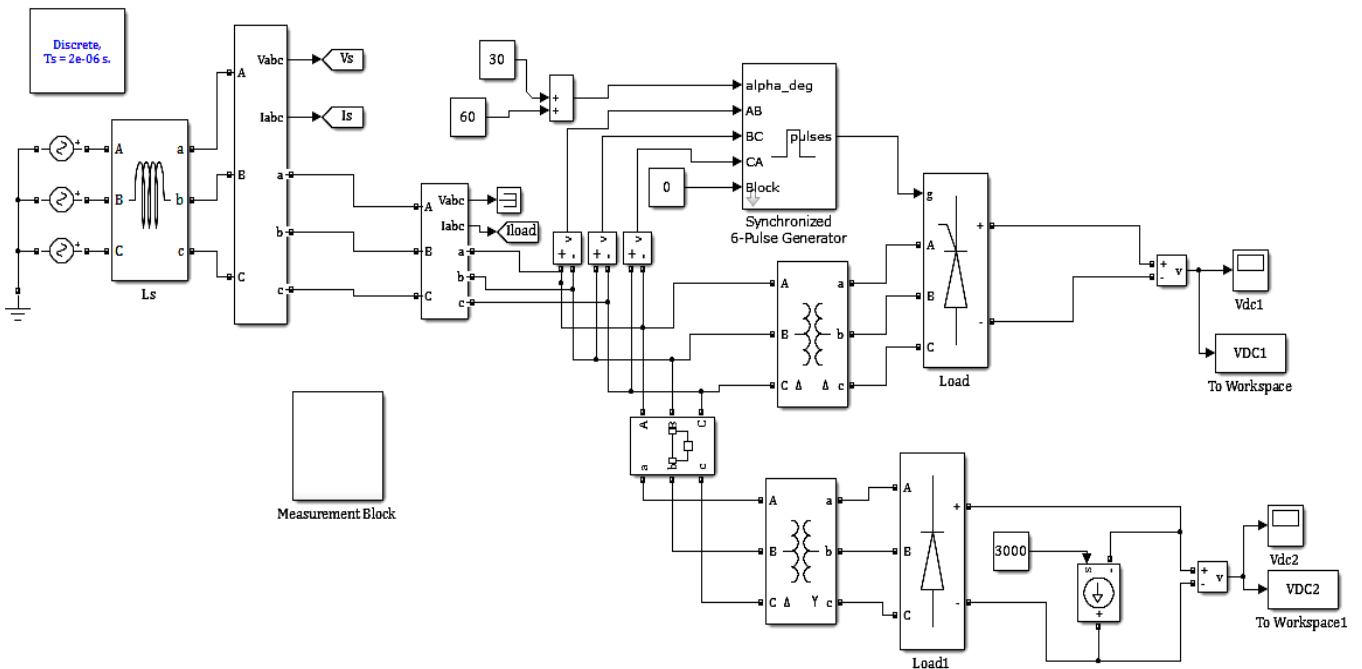 Discrete,
Ts = 2e-06 s.
A
B
C
a
b
c
Ls
A
B
C
Vabc
Iabc
a
b
c
Vs
Is
A
B
C
Vabc
Iabc
a
b
c
Iload
30
60
+
+
0
alpha_deg
AB
BC
CA
Block
pulses
Synchronized
6-Pulse Generator
+ - v
+ - v
+ - v
A
B
C Δ
a
b
Δ c
g
A
B
C
+
-
Load
+
-
v
Vdc1
VDC1
To Workspace
Measurement Block
A B C
a b c
A
B
C Δ
a
b
Y c
A
B
C
+
-
Load1
3000
s
-
+
+
-
v
Vdc2
VDC2
To Workspace1